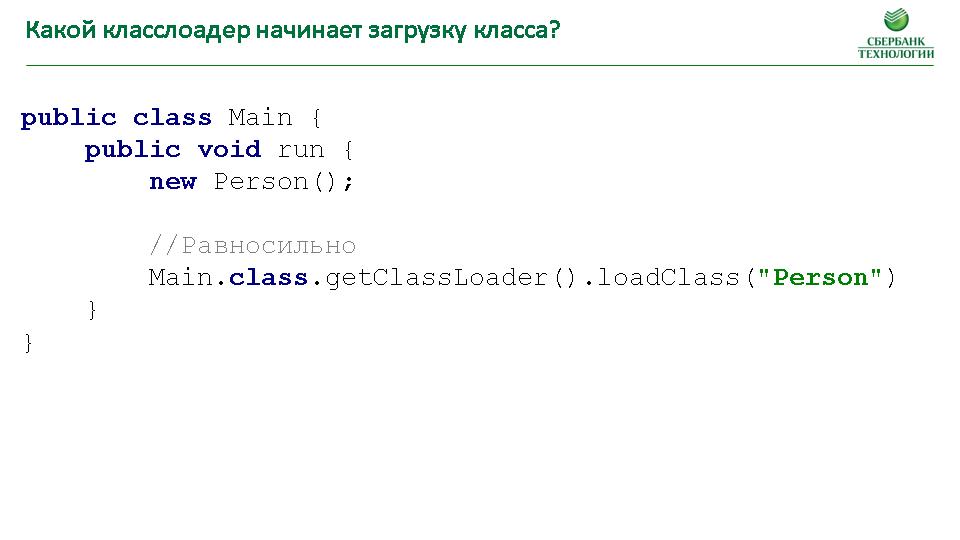 Какой класслоадер начинает загрузку класса?
СБЕРБАНК
ТЕХНОЛОГИИ
public class Main {
    public void run {
        new Person();
        //Равносильно
        Main.class.getClassLoader().loadClass("Person")
    }
}